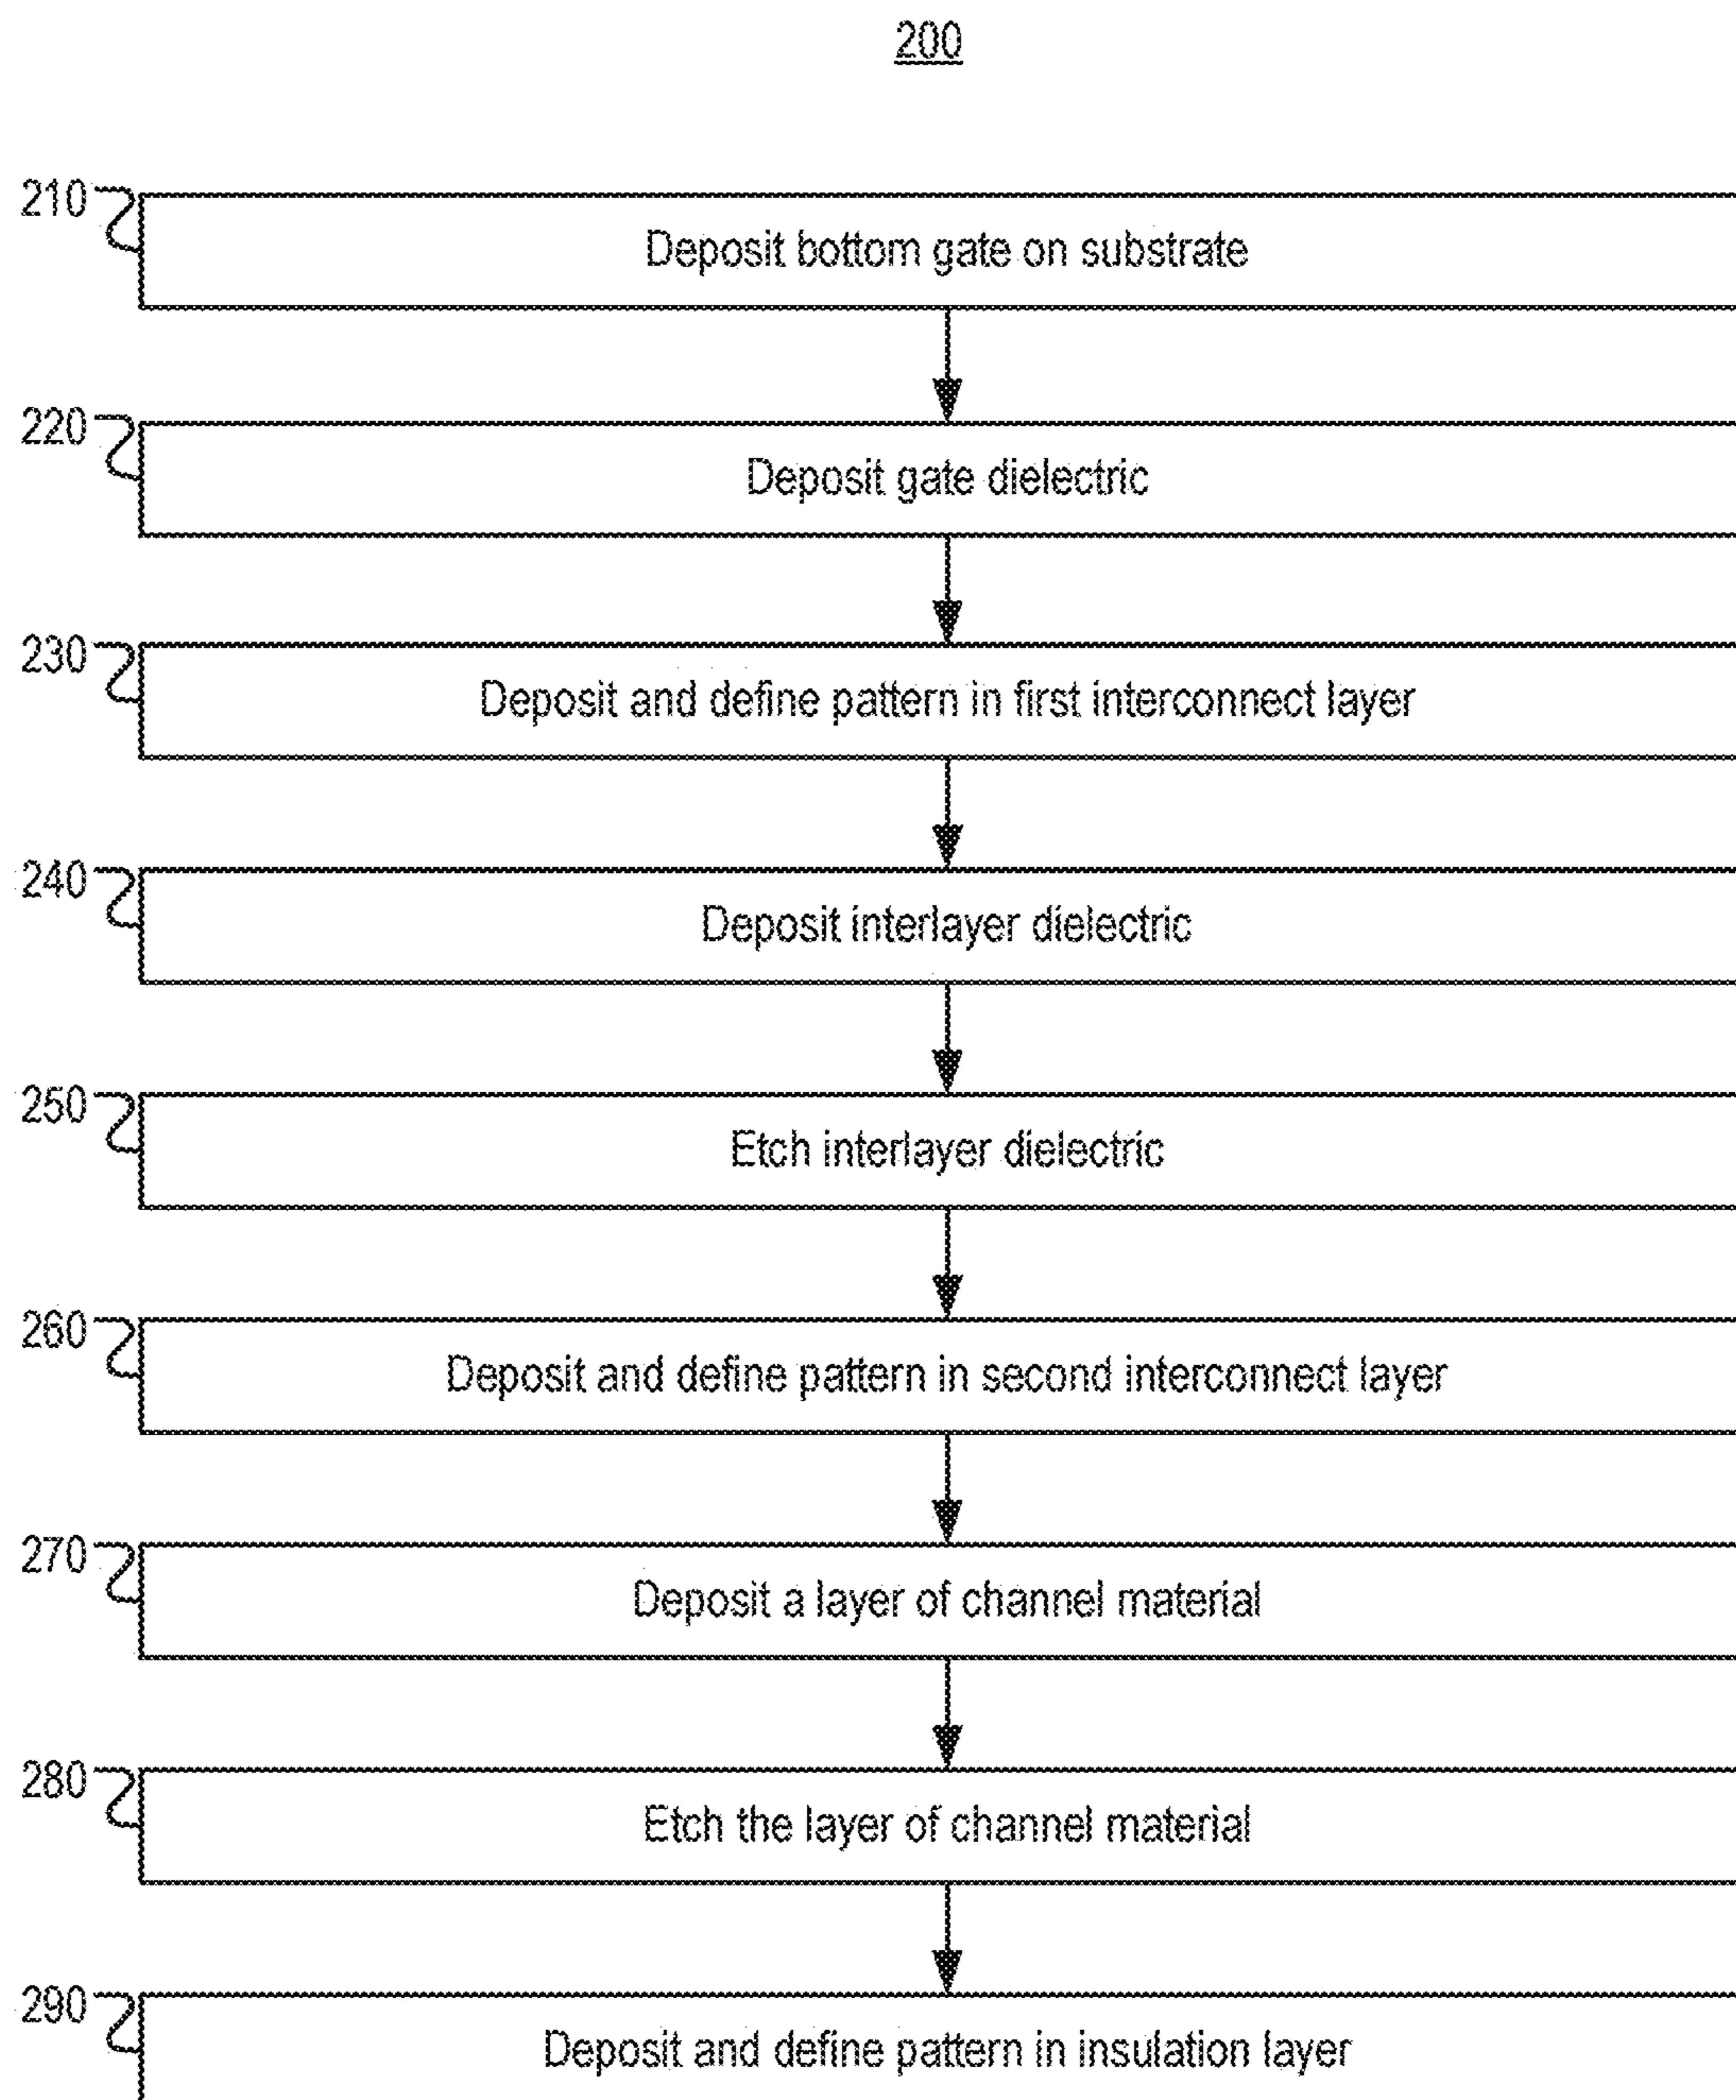 200
210
Deposit bottom gate on substrate
220
Deposit gate dielectric
230
Deposit and define pattern in first interconnect layer
240
Deposit interlayer dielectric
250
Etch interlayer dielectric
260
Deposit and define pattern in second interconnect layer
270
Deposit a layer of channel material
280
Etch the layer of channel material
290
Deposit and define pattern in insulation layer